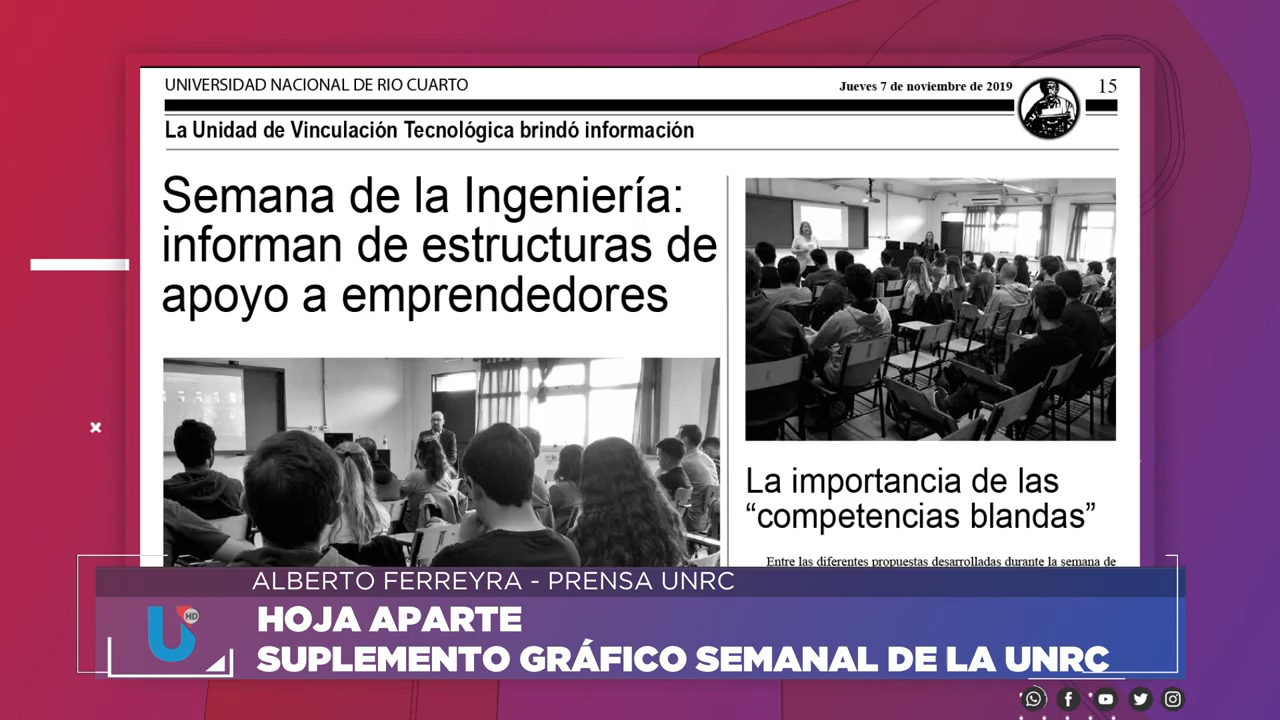 UNIVERSIDAD NACIONAL DE RIO CUARTO
Jueves 7 de noviembre de 2019
15
La Unidad de Vinculación Tecnológica brindó información
Semana de la Ingeniería:
informan de estructuras de
apoyo a emprendedores
La importancia de las
“competencias blandas”
Entre las diferentes propuestas desarrolladas durante la semana de
ALBERTO FERREYRA - PRENSA UNRC
U HD
HOJA APARTE
SUPLEMENTO GRÁFICO SEMANAL DE LA UNRC